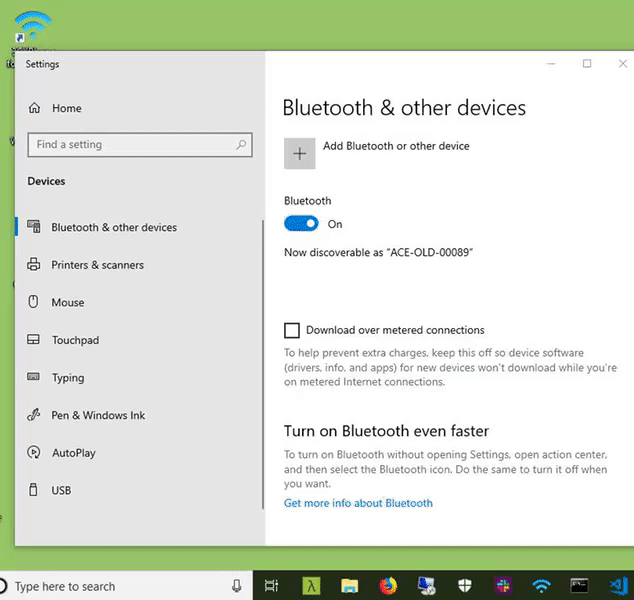 Settings
Home
Find a setting
Devices
Bluetooth & other devices
Printers & scanners
Mouse
Touchpad
Typing
Pen & Windows Ink
AutoPlay
USB
Bluetooth & other devices
Add Bluetooth or other device
Bluetooth
On
Now discoverable as “ACE-OLD-00089”
Download over metered connections
To help prevent extra charges, keep this off so device software
(drivers, info, and apps) for new devices won't download while you're
on metered Internet connections.
Turn on Bluetooth even faster
To turn on Bluetooth without opening Settings, open action center,
and then select the Bluetooth icon. Do the same to turn it off when
you want.
Get more info about Bluetooth
Type here to search